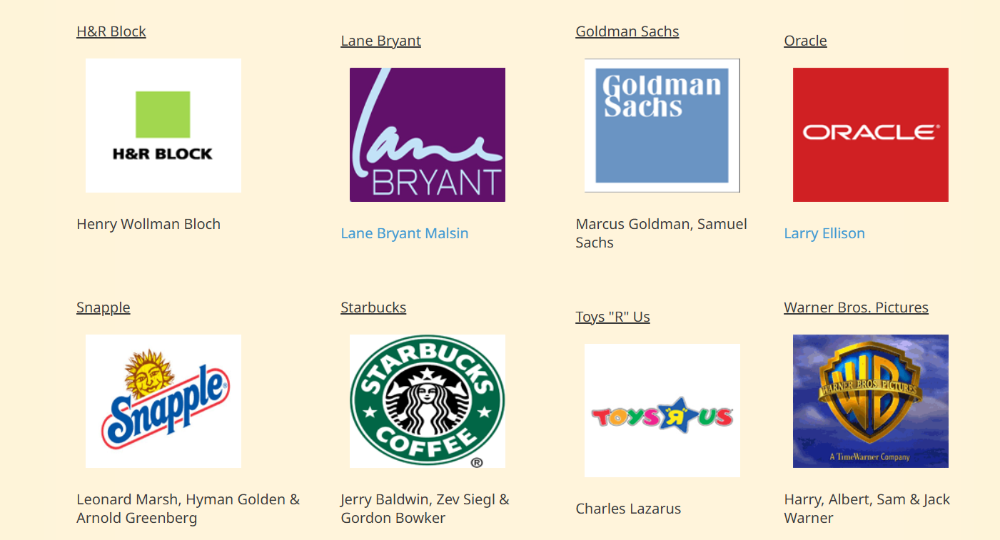 H&R Block
Lane Bryant
Goldman Sachs
Oracle
H&R BLOCK
Lane
BRYANT
Goldman
Sachs
ORACLE®
Henry Wollman Bloch
Lane Bryant Malsin
Marcus Goldman, Samuel
Sachs
Larry Ellison
Snapple
Starbucks
Toys "R" Us
Warner Bros. Pictures
Snapple®
STARBUCKS
COFFEE
®
TOYS "R" US
WB
WARNER BROS. PICTURES
A TimeWarner Company
Leonard Marsh, Hyman Golden &
Arnold Greenberg
Jerry Baldwin, Zev Siegl &
Gordon Bowker
Charles Lazarus
Harry, Albert, Sam & Jack
Warner